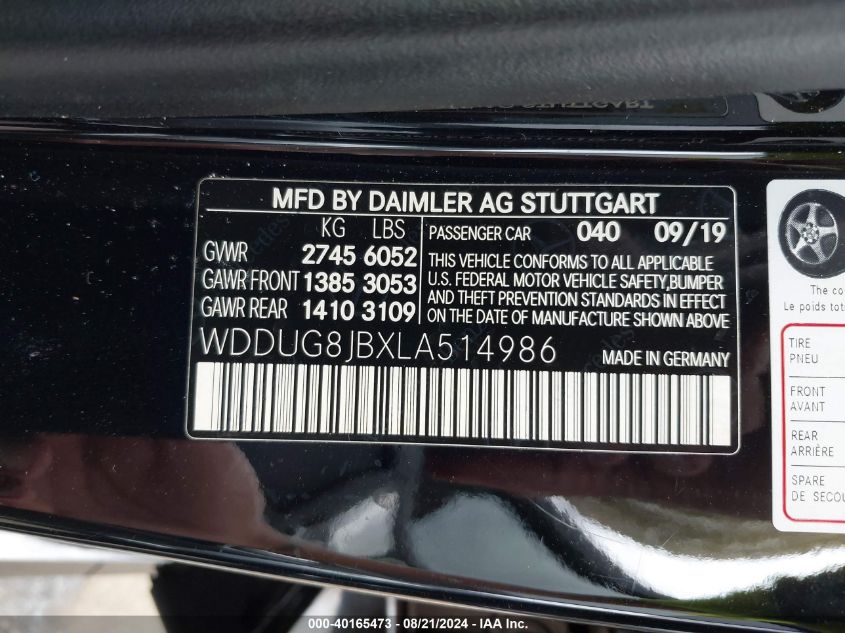 MFD BY DAIMLER AG STUTTGART
KG LBS
GVWR 2745 6052
GAWR FRONT 1385 3053
GAWR REAR 1410 3109
PASSENGER CAR 040 09/19
THIS VEHICLE CONFORMS TO ALL APPLICABLE
U.S. FEDERAL MOTOR VEHICLE SAFETY,BUMPER
AND THEFT PREVENTION STANDARDS IN EFFECT
ON THE DATE OF MANUFACTURE SHOWN ABOVE
WDDUG8JBXLA514986
MADE IN GERMANY
The co
Le poids tot
TIRE
PNEU
FRONT
AVANT
REAR
ARRIÈRE
SPARE
DE SECOU
000-40165473 - 08/21/2024 - IAA Inc.